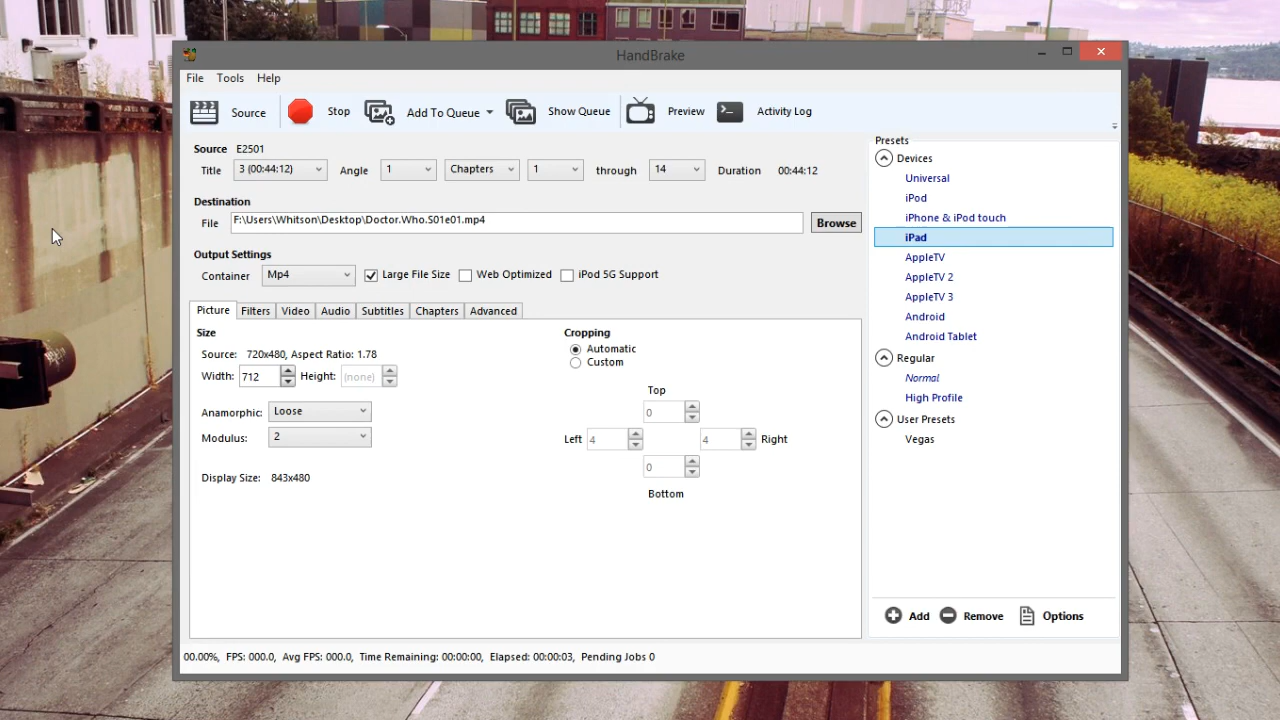 HandBrake
File Tools Help
Source Stop Add To Queue Show Queue Preview Activity Log
Source E2501
Title 3 (00:44:12) Angle 1 Chapters 1 through 14 Duration 00:44:12
Destination
File F:\Users\Whitson\Desktop\Doctor.Who.S01e01.mp4 Browse
Output Settings
Container Mp4 Large File Size Web Optimized iPod 5G Support
Picture Filters Video Audio Subtitles Chapters Advanced
Size
Source: 720x480, Aspect Ratio: 1.78
Width: 712 Height: (none)
Anamorphic: Loose
Modulus: 2
Display Size: 843x480
Cropping
Automatic
Custom
Top
0
Left 4 4 Right
0
Bottom
Presets
Devices
Universal
iPod
iPhone & iPod touch
iPad
AppleTV
AppleTV 2
AppleTV 3
Android
Android Tablet
Regular
Normal
High Profile
User Presets
Vegas
Add Remove Options
00.00%, FPS: 000.0, Avg FPS: 000.0, Time Remaining: 00:00:00, Elapsed: 00:00:03, Pending Jobs 0